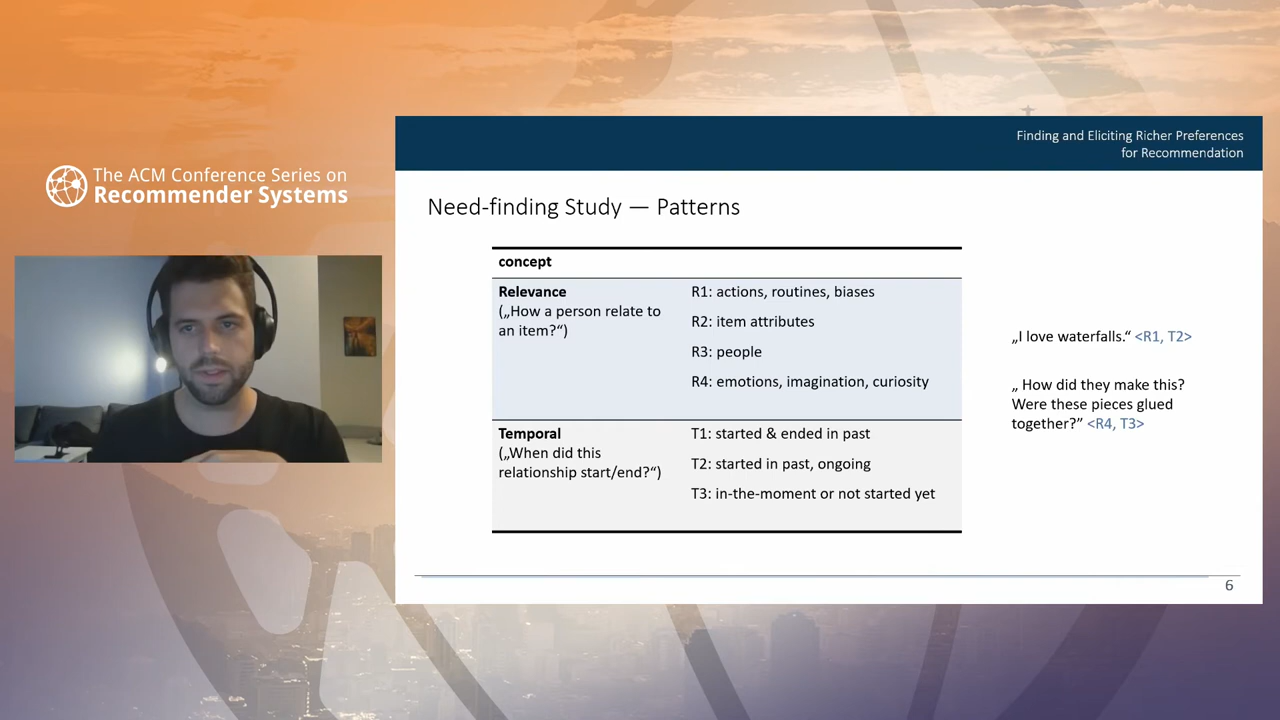 The ACM Conference Series on
Recommender Systems
Finding and Eliciting Richer Preferences
for Recommendation
Need-finding Study — Patterns
concept
Relevance
(„How a person relate to
an item?“)
R1: actions, routines, biases
R2: item attributes
R3: people
R4: emotions, imagination, curiosity
Temporal
(„When did this
relationship start/end?“)
T1: started & ended in past
T2: started in past, ongoing
T3: in-the-moment or not started yet
„I love waterfalls.“ <R1, T2>
„ How did they make this?
Were these pieces glued
together?” <R4, T3>
6